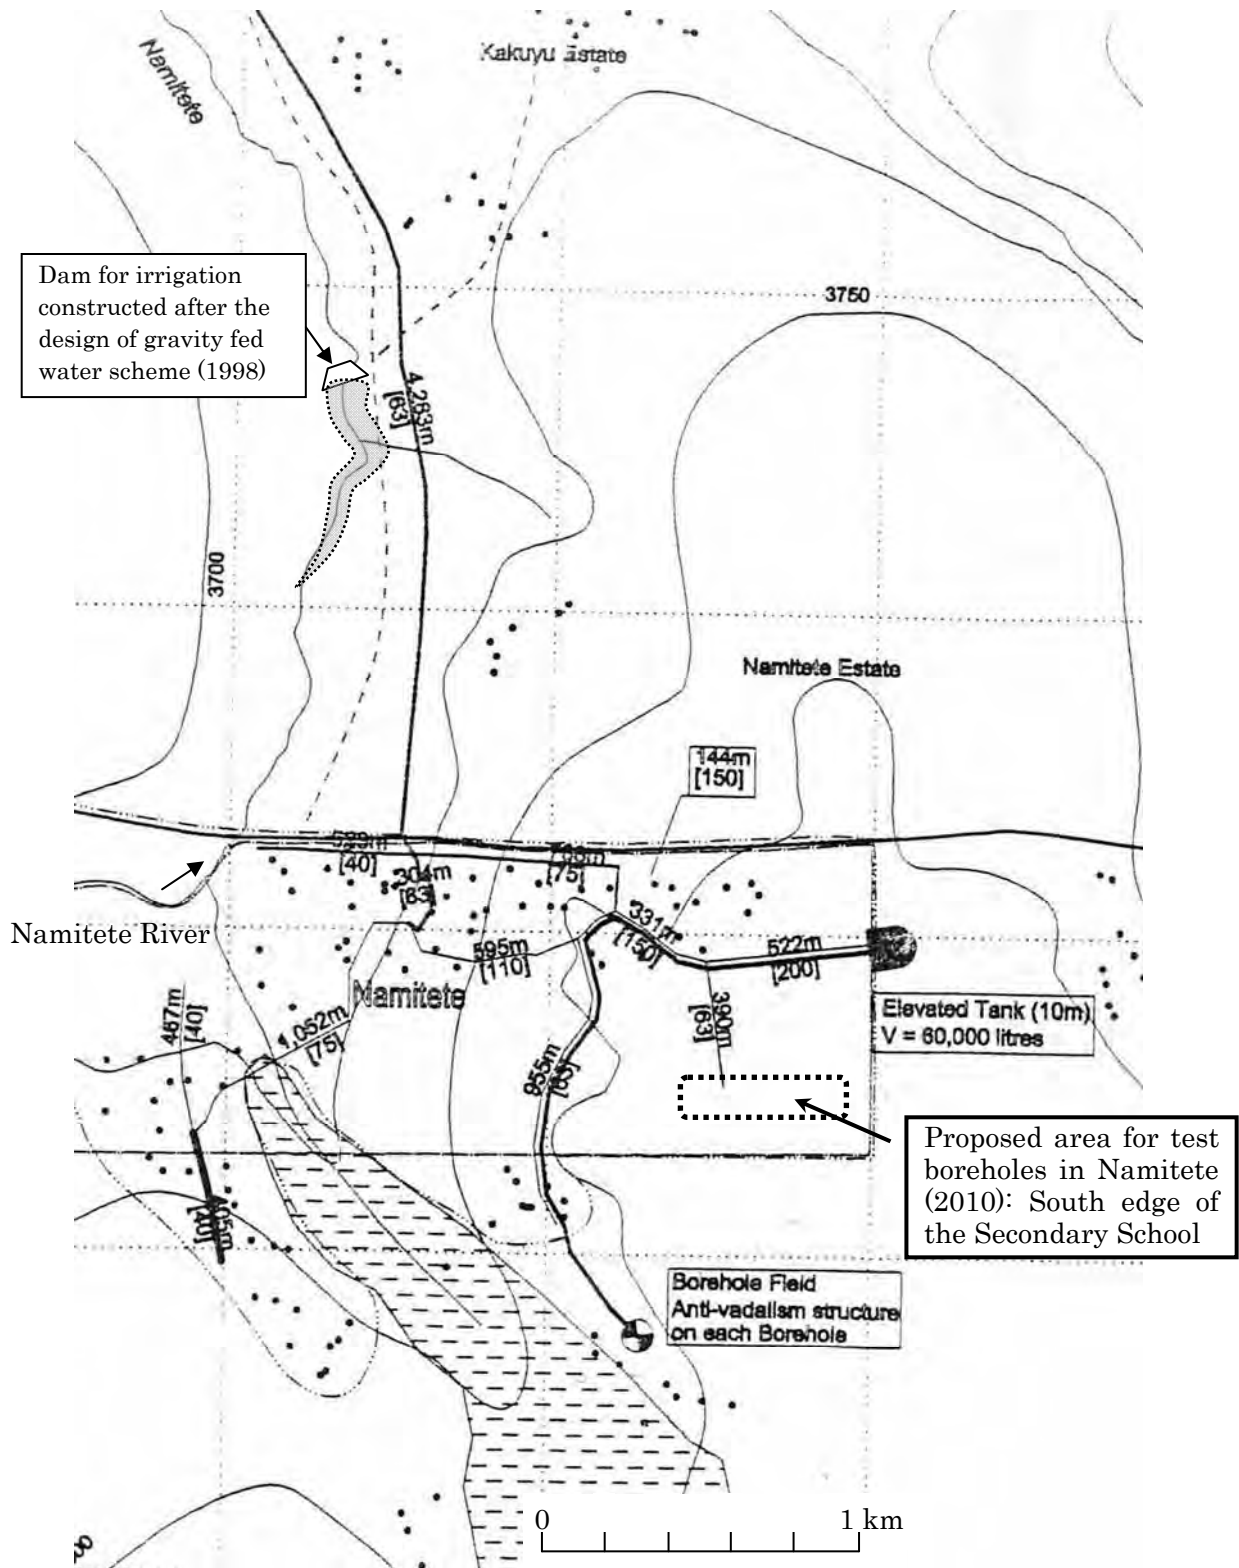 Namitete
Kakuyu Estate
Dam for irrigation
constructed after the
design of gravity fed
water scheme (1998)
3750
4,263m
[63]
3700
Namitete Estate
144m
[150]
[40]
[75]
304m
[63]
Namitete River
331m
[150]
595m
[110]
522m
[200]
Namitete
467m
[40]
390m
[63]
Elevated Tank (10m)
V = 60,000 litres
1,052m
[75]
955m
[63]
Proposed area for test
boreholes in Namitete
(2010): South edge of
the Secondary School
[40]
Borehole Field
Anti-vadalism structure
on each Borehole
0
1 km